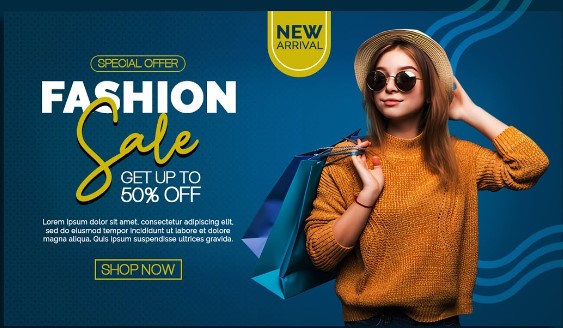 NEW
ARRIVAL
SPECIAL OFFER
FASHION
Sale
GET UP TO
50% OFF
Lorem ipsum dolor sit amet, consectetur adipiscing elit,
sed do eiusmod tempor incididunt ut labore et dolore
magna aliqua. Quis ipsum suspendisse ultrices gravida.
SHOP NOW